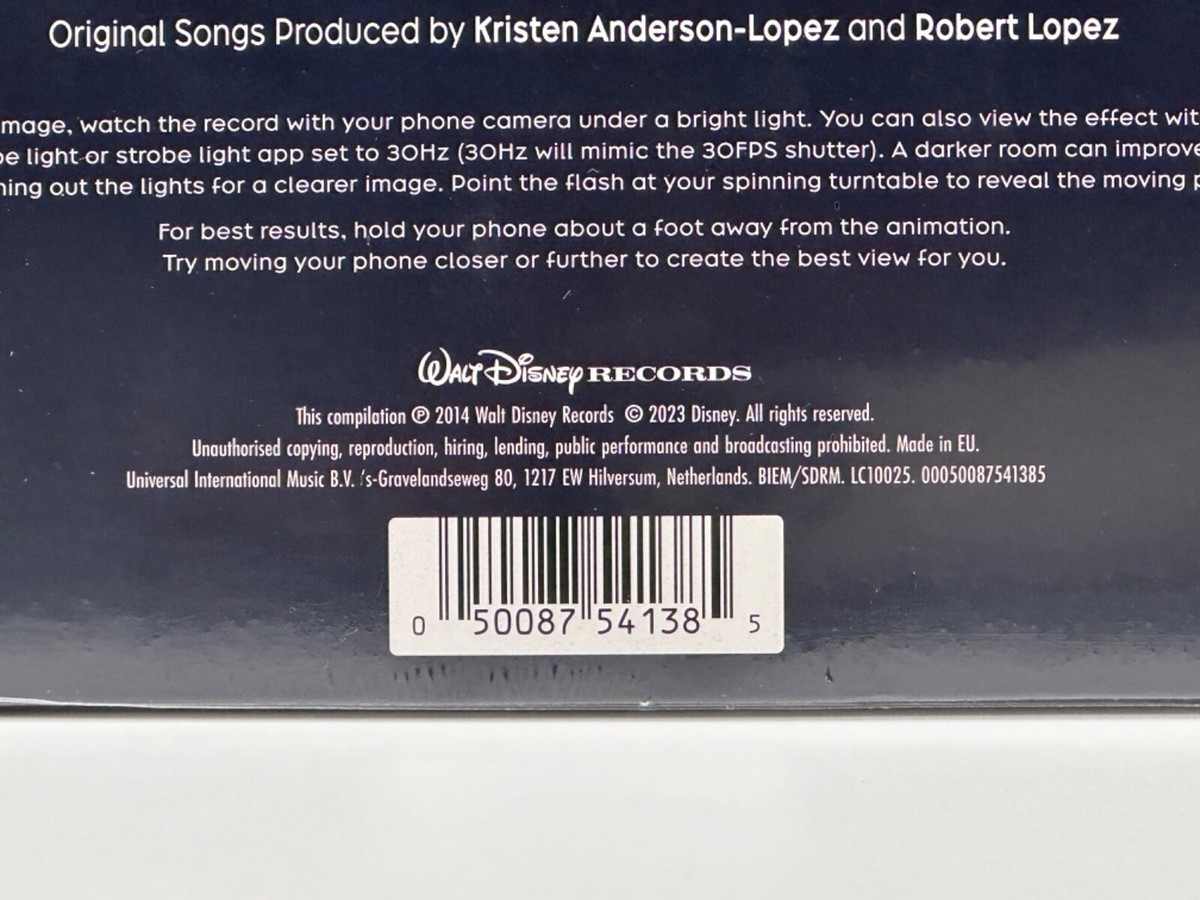 Original Songs Produced by Kristen Anderson-Lopez and Robert Lopez
watch the record with your phone camera under a bright light. You can also view the effect
light or strobe light app set to 30Hz (30Hz will mimic the 30FPS shutter). A darker room can improve
out the lights for a clearer image. Point the flash at your spinning turntable to reveal the moving
For best results, hold your phone about a foot away from the animation.
Try moving your phone closer or further to create the best view for you.
WALT DISNEY RECORDS
This compilation ℗ 2014 Walt Disney Records © 2023 Disney. All rights reserved.
Unauthorised copying, reproduction, hiring, lending, public performance and broadcasting prohibited. Made in EU.
Universal International Music B.V. 's-Gravelandseweg 80, 1217 EW Hilversum, Netherlands. BIEM/SDRM. LC10025. 00050087541385
0 50087 54138 5